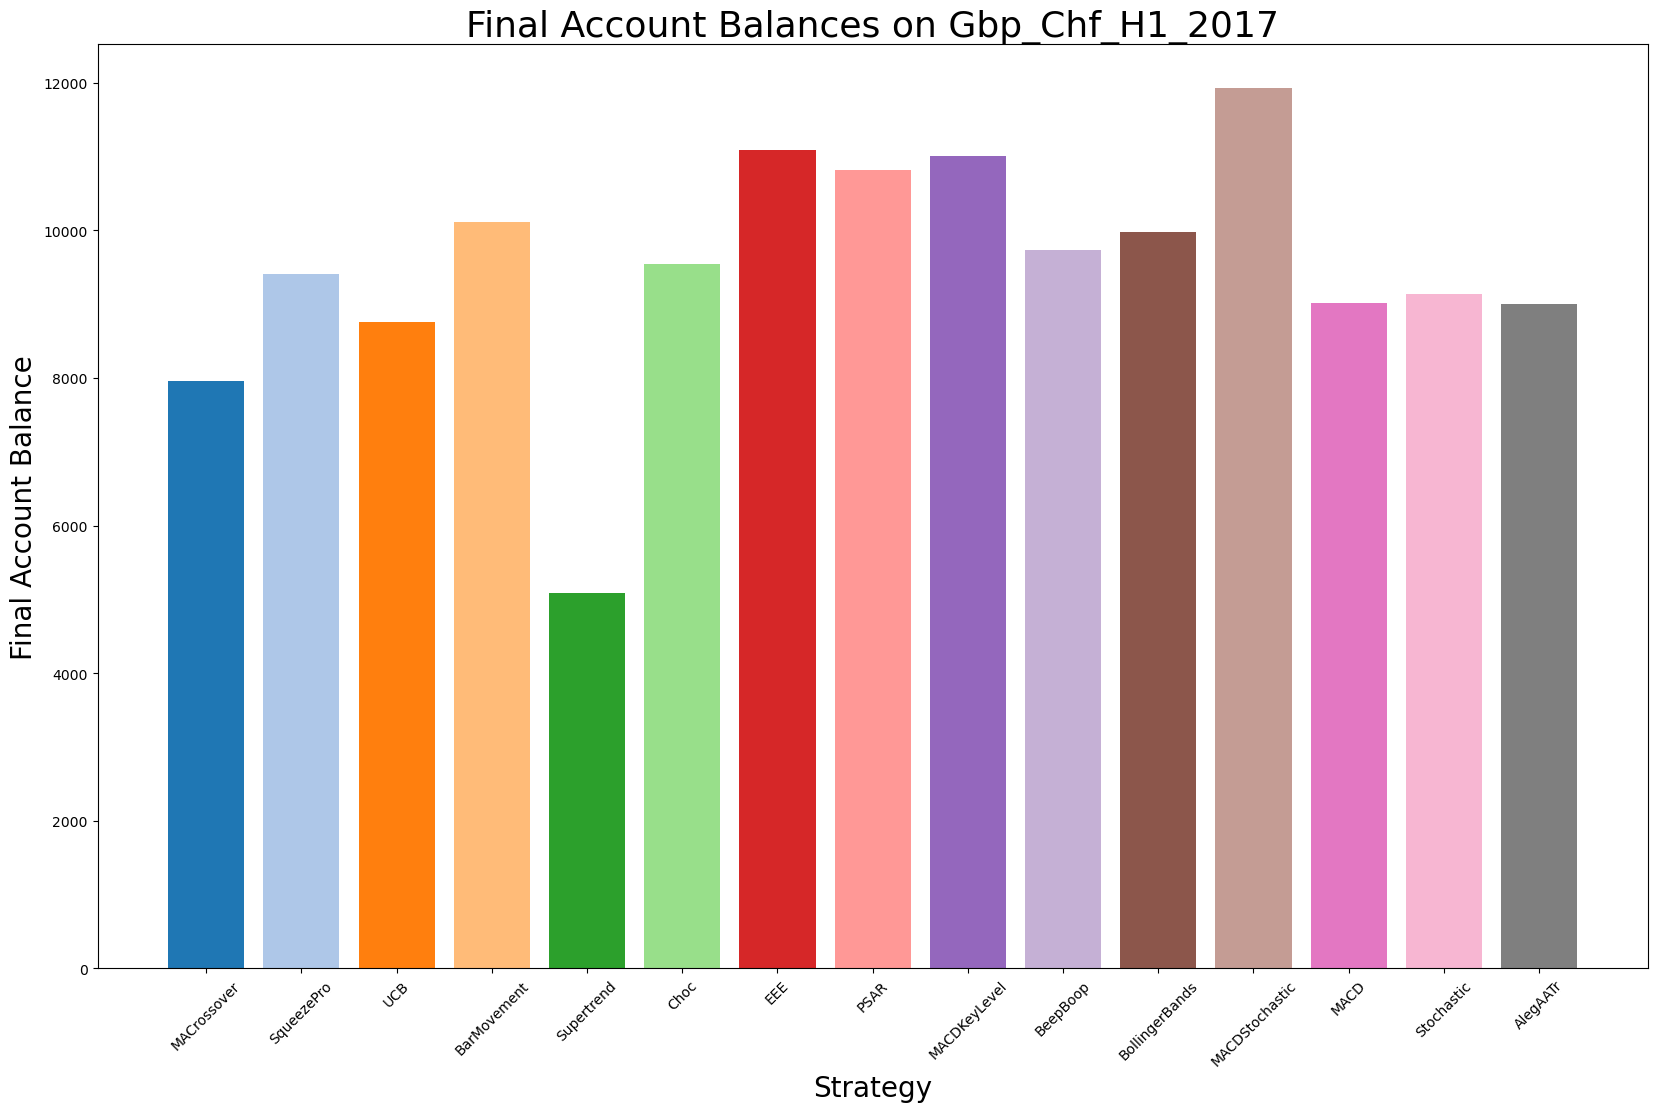 Final Account Balances on Gbp_Chf_H1_2017
Final Account Balance
12000
10000
8000
6000
4000
2000
0
MACrossover
SqueezePro
UCB
BarMovement
Supertrend
Choc
EEE
PSAR
MACDKeyLevel
BeepBoop
BollingerBands
MACDStochastic
MACD
Stochastic
AlegAATr
Strategy